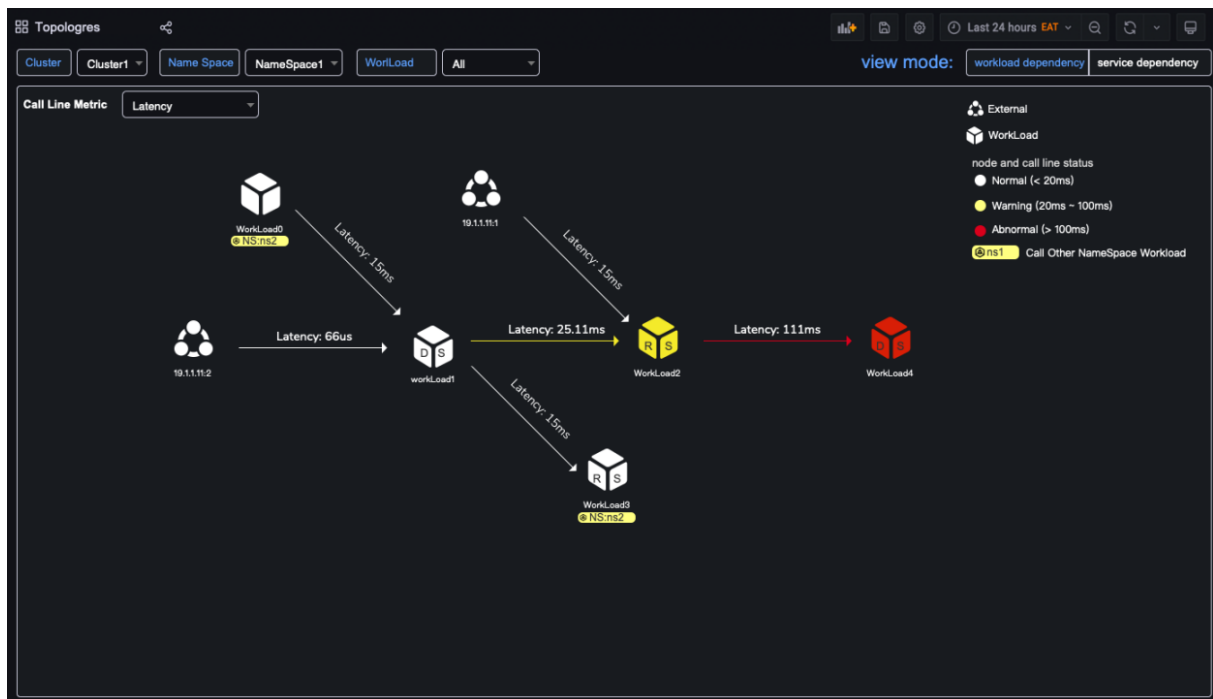 Topologres
Last 24 hours EAT
Cluster
Cluster1
Name Space
NameSpace1
WorlLoad
All
view mode:
workload dependency
service dependency
Call Line Metric
Latency
External
WorkLoad
node and call line status
Normal (< 20ms)
Warning (20ms ~ 100ms)
Abnormal (> 100ms)
ns1
Call Other NameSpace Workload
WorkLoad0
NS:ns2
19.1.1.11:1
Latency: 15ms
Latency: 15ms
19.1.1.11:2
Latency: 66us
D S
workLoad1
Latency: 25.11ms
R S
WorkLoad2
Latency: 111ms
D S
WorkLoad4
Latency: 15ms
R S
WorkLoad3
NS:ns2